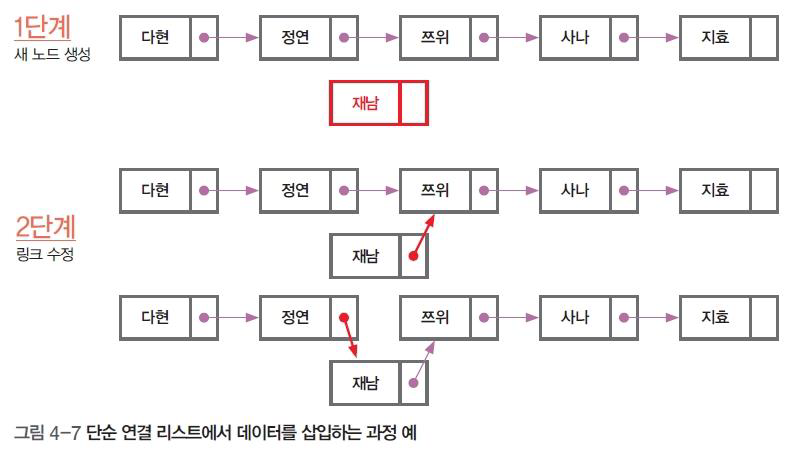 1단계
새 노드 생성
다현 정연 쯔위 사나 지효
재남
2단계
링크 수정
다현 정연 쯔위 사나 지효
재남
다현 정연 쯔위 사나 지효
재남
그림 4-7 단순 연결 리스트에서 데이터를 삽입하는 과정 예